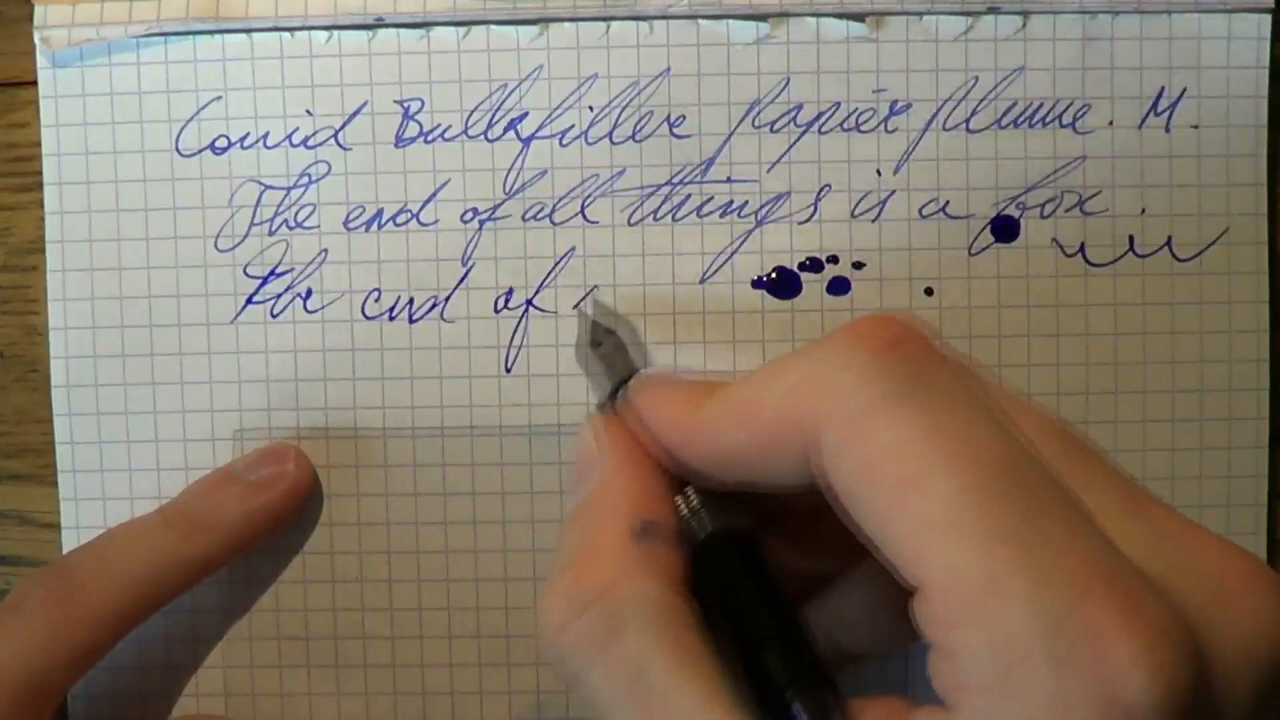 Conid Bulkfiller Papier Plume. M.
The end of all things is a box.
The end of